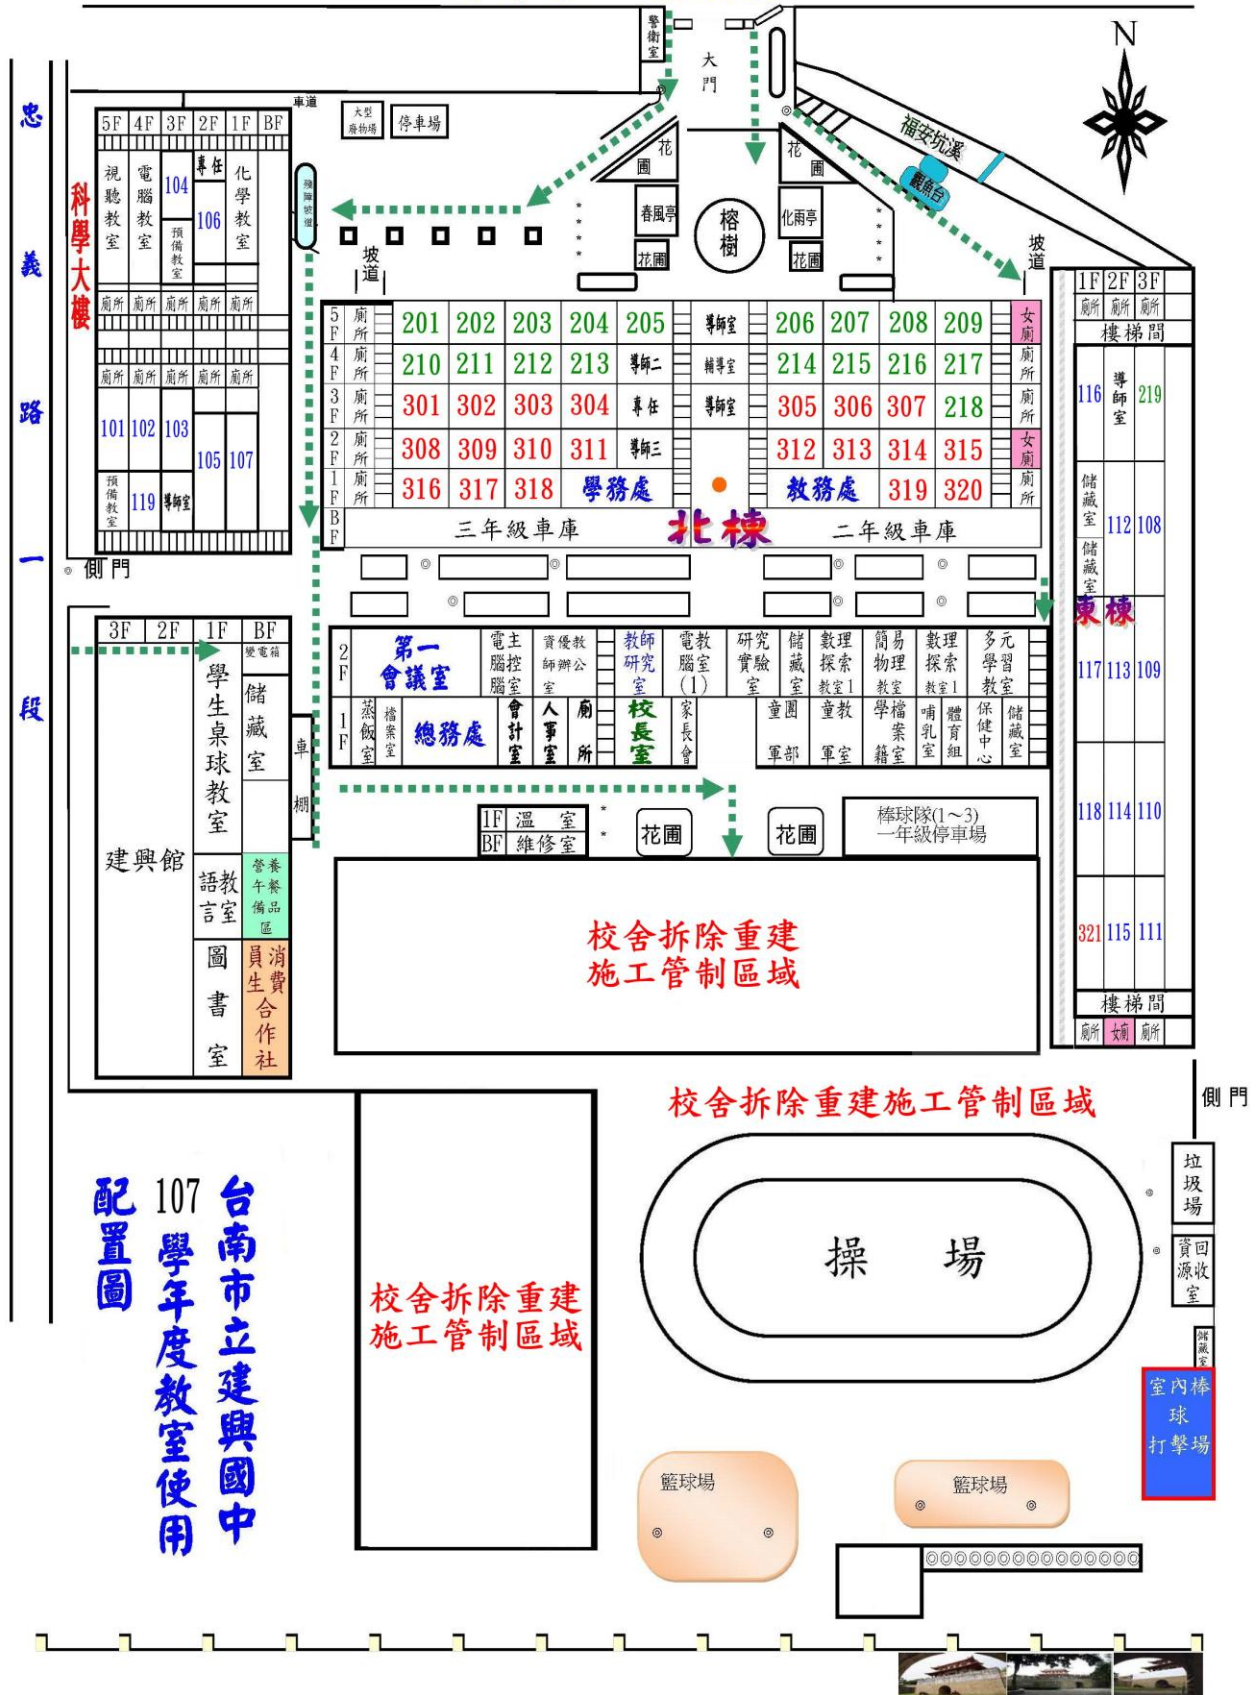 警衛室
大門
N
忠義路一段
車道
大型廢物場
停車場
福安坑溪
觀魚台
花圃
花圃
春風亭
榕樹
化雨亭
花圃
花圃
坡道
坡道
科學大樓
5F 4F 3F 2F 1F BF
視聽教室 電腦教室 104 專任 化學教室
預備教室 106
廁所 廁所 廁所 廁所 廁所
廁所 廁所 廁所 廁所 廁所
101 102 103 105 107
預備教室 119 導師室
側門
5F 廁所 201 202 203 204 205 導師室 206 207 208 209 女廁
4F 廁所 210 211 212 213 導師二 輔導室 214 215 216 217 廁所
3F 廁所 301 302 303 304 專任 導師室 305 306 307 218 廁所
2F 廁所 308 309 310 311 導師三 312 313 314 315 女廁
1F 廁所 316 317 318 學務處 教務處 319 320 廁所
BF 三年級車庫 北棟 二年級車庫
1F 2F 3F
廁所 廁所 廁所
樓梯間
116 導師室 219
儲藏室 112 108
儲藏室
東棟
117 113 109
118 114 110
321 115 111
樓梯間
廁所 女廁 廁所
3F 2F 1F BF
變電箱
學生桌球教室 儲藏室
車棚
建興館
語言教室 營養午餐備品區
圖書室 員生消費合作社
2F 第一會議室 電腦主控室 資優教師辦公室 教師研究室 電腦教室(1) 研究實驗室 儲藏室 數理探索教室1 簡易物理教室 數理探索教室1 多元學習教室
1F 蒸飯室 檔案室 總務處 會計室 人事室 廁所 校長室 家長會 童軍團部 童軍教室 學籍檔案室 哺乳室 體育組 保健中心 儲藏室
1F 溫室
BF 維修室
花圃
花圃
棒球隊(1～3)
一年級停車場
校舍拆除重建
施工管制區域
校舍拆除重建施工管制區域
側門
垃圾場
資源回收室
儲藏室
室內棒球打擊場
操場
校舍拆除重建
施工管制區域
台南市立建興國中
107 學年度教室使用
配置圖
籃球場
籃球場